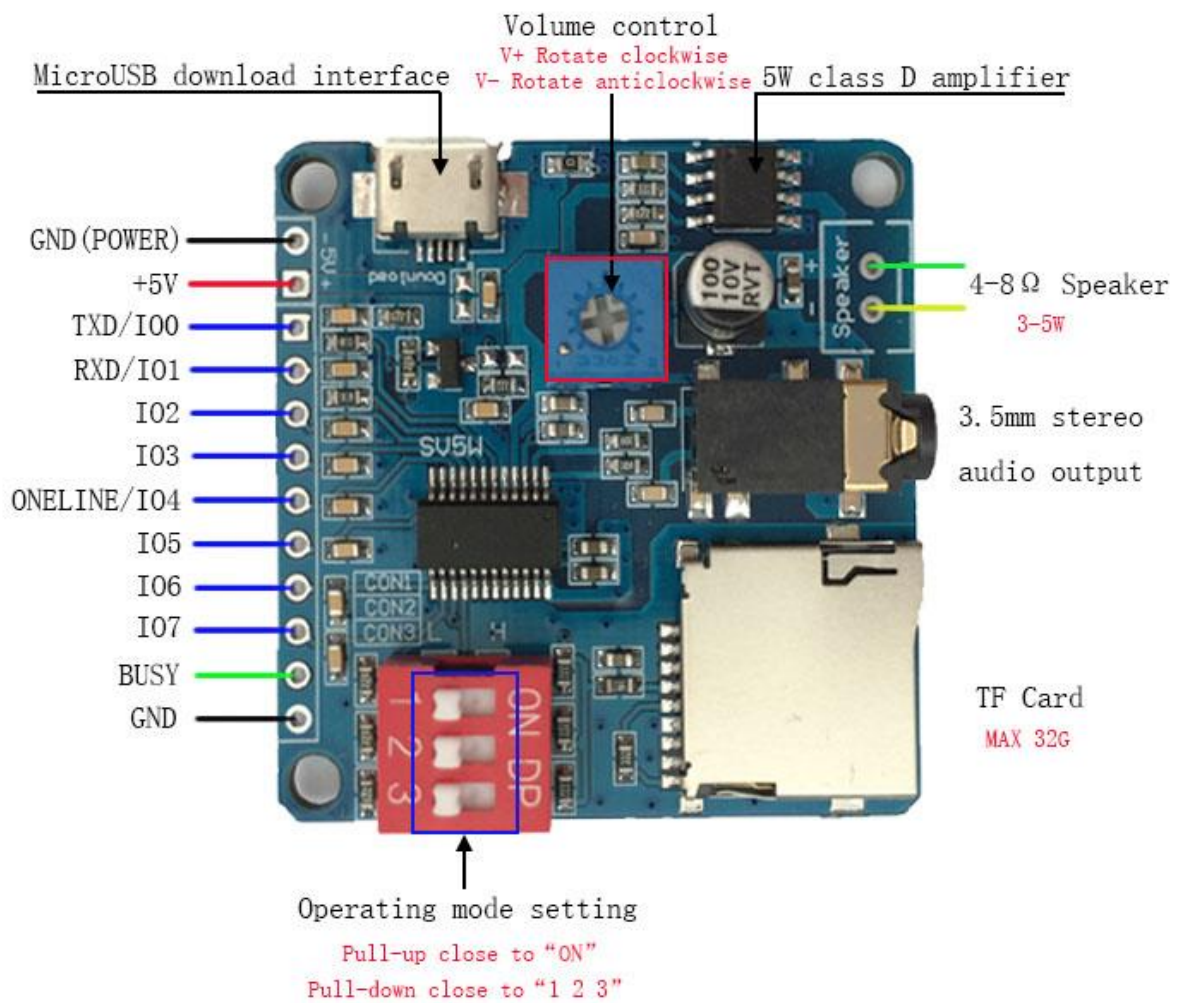 Volume control
V+ Rotate clockwise
V- Rotate anticlockwise
MicroUSB download interface
5W class D amplifier
GND(POWER)
+5V
TXD/IO0
RXD/IO1
IO2
IO3
ONELINE/IO4
IO5
IO6
IO7
BUSY
GND
- 5V +
Download
100
10V
RVT
Speaker
+
-
4-8Ω Speaker
3-5W
3.5mm stereo
audio output
M5AS
CON1
CON2
CON3 L H
ON DP
1 2 3
TF Card
MAX 32G
Operating mode setting
Pull-up close to “ON”
Pull-down close to “1 2 3”